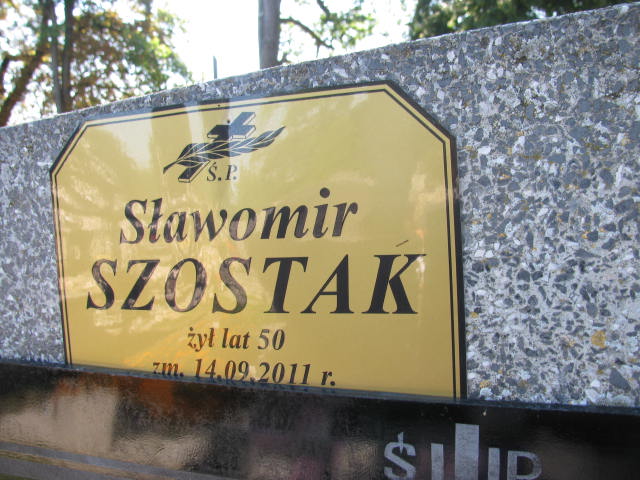 Ś.P.
Sławomir
SZOSTAK
żył lat 50
zm. 14.09.2011 r.